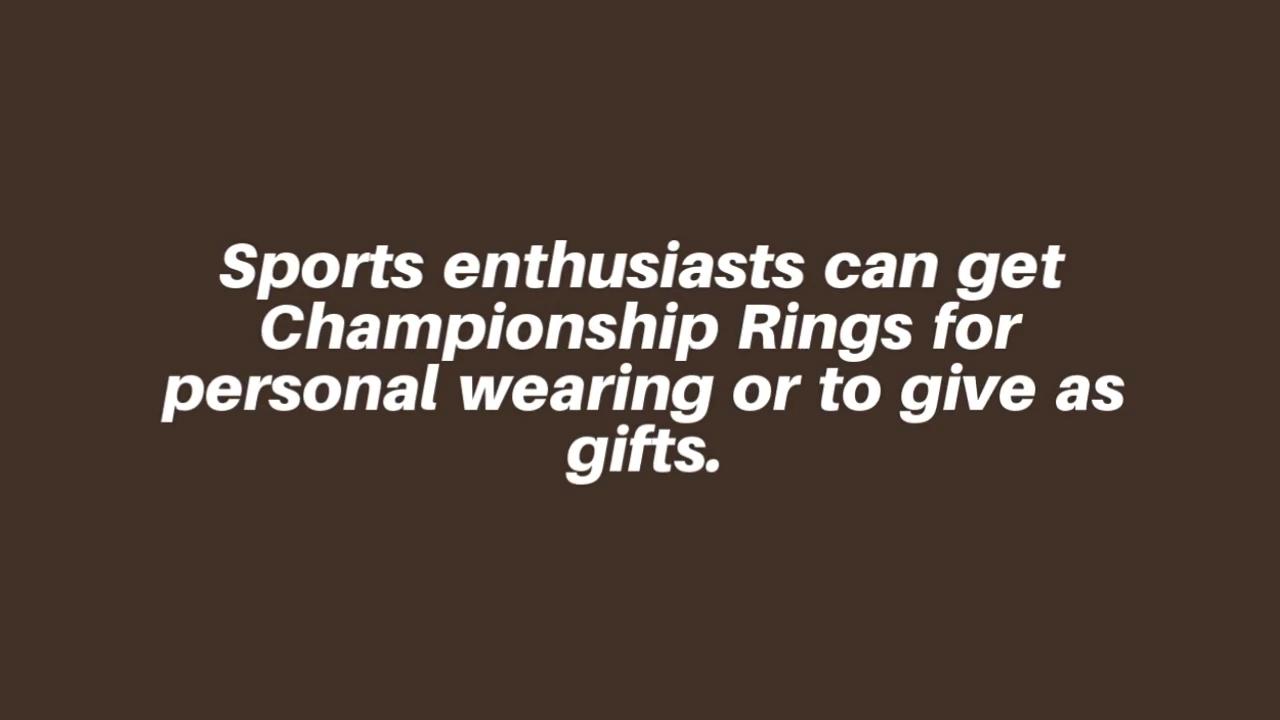 Sports enthusiasts can get
Championship Rings for
personal wearing or to give as
gifts.